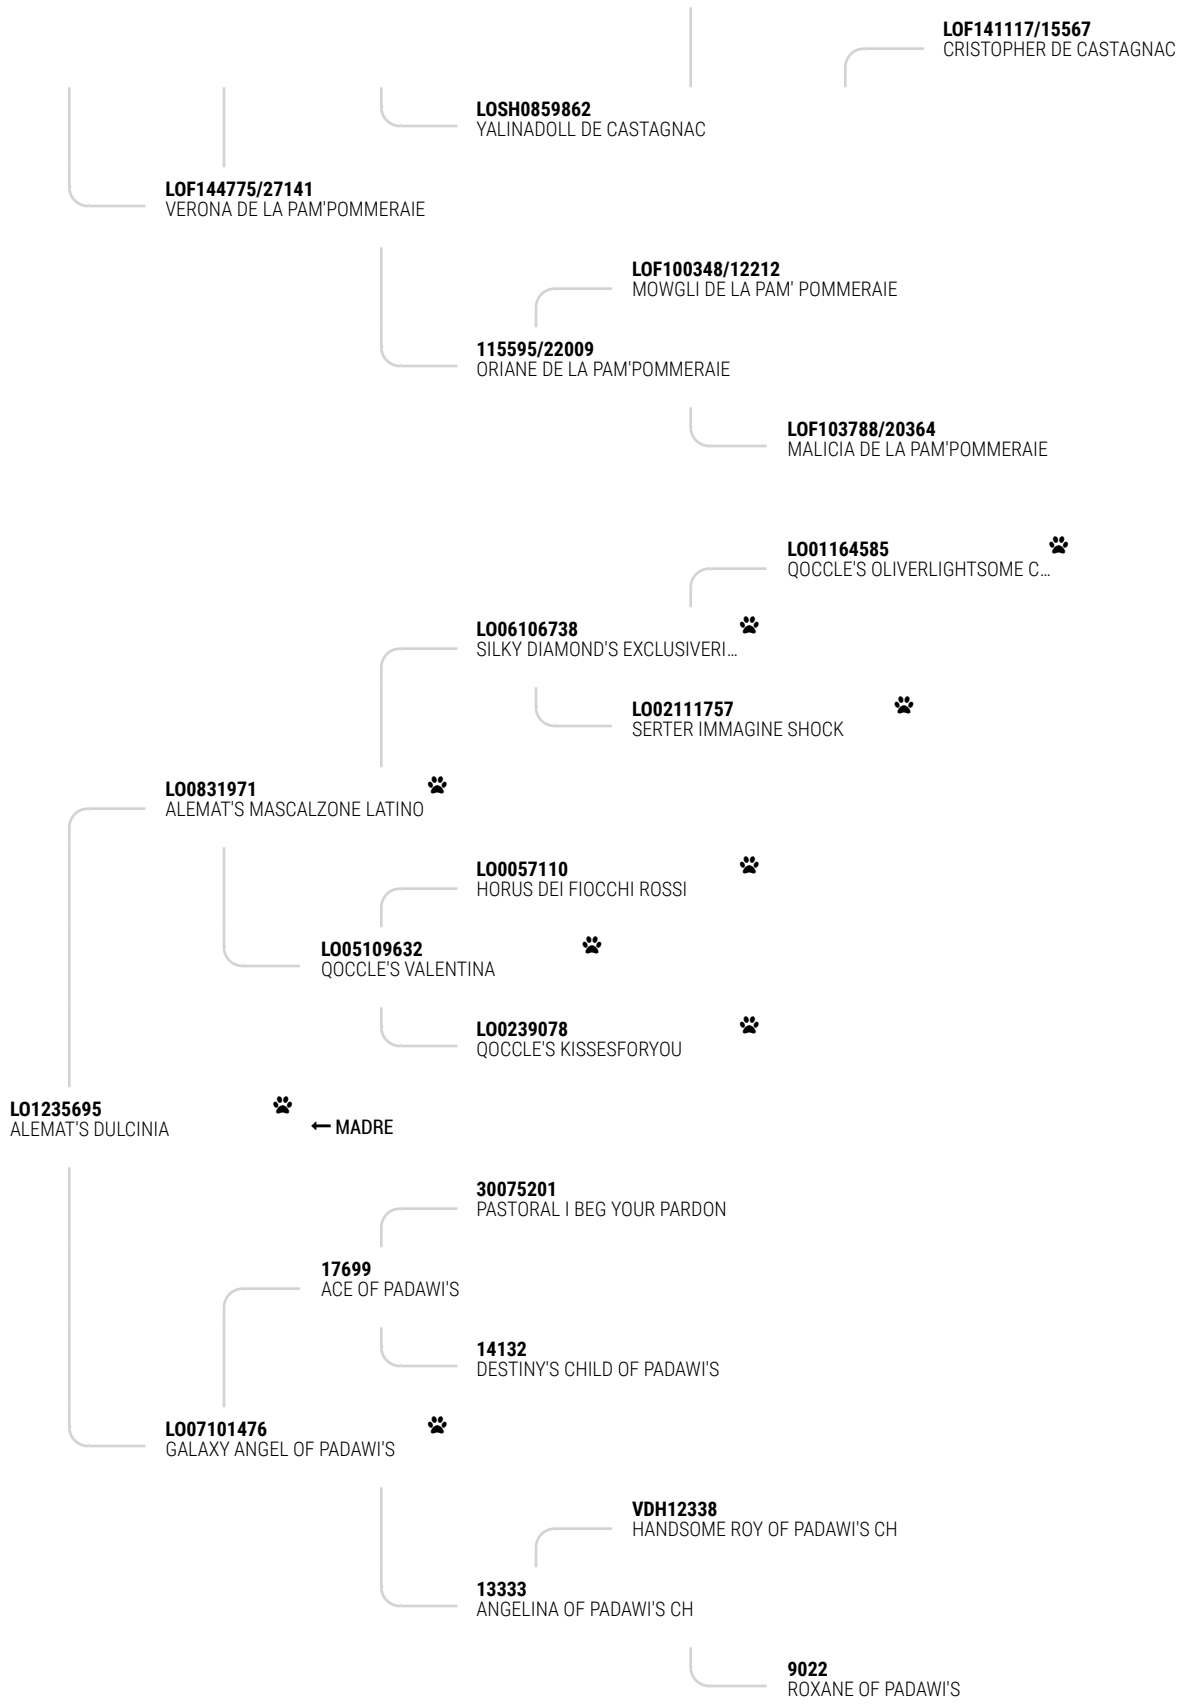 LOF141117/15567
CRISTOPHER DE CASTAGNAC
LOSH0859862
YALINADOLL DE CASTAGNAC
LOF144775/27141
VERONA DE LA PAM'POMMERAIE
LOF100348/12212
MOWGLI DE LA PAM' POMMERAIE
115595/22009
ORIANE DE LA PAM'POMMERAIE
LOF103788/20364
MALICIA DE LA PAM'POMMERAIE
LO01164585
QOCCLE'S OLIVERLIGHTSOME C...
LO06106738
SILKY DIAMOND'S EXCLUSIVERI...
LO02111757
SERTER IMMAGINE SHOCK
LO0831971
ALEMAT'S MASCALZONE LATINO
LO0057110
HORUS DEI FIOCCHI ROSSI
LO05109632
QOCCLE'S VALENTINA
LO0239078
QOCCLE'S KISSESFORYOU
LO1235695
ALEMAT'S DULCINIA
← MADRE
30075201
PASTORAL I BEG YOUR PARDON
17699
ACE OF PADAWI'S
14132
DESTINY'S CHILD OF PADAWI'S
LO07101476
GALAXY ANGEL OF PADAWI'S
VDH12338
HANDSOME ROY OF PADAWI'S CH
13333
ANGELINA OF PADAWI'S CH
9022
ROXANE OF PADAWI'S